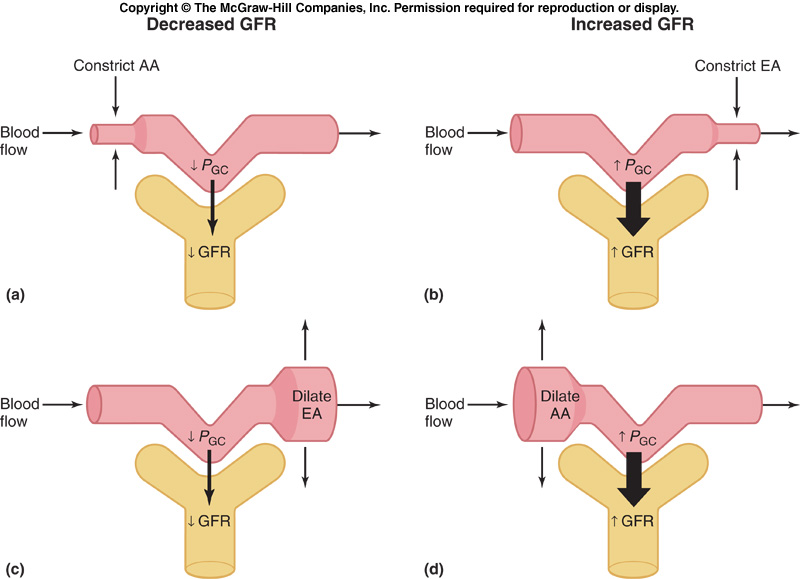 Copyright © The McGraw-Hill Companies, Inc. Permission required for reproduction or display.
Decreased GFR
Increased GFR
Constrict AA
Blood
flow
↓ PGC
↓ GFR
(a)
Constrict EA
Blood
flow
↑ PGC
↑ GFR
(b)
Blood
flow
Dilate
EA
↓ PGC
↓ GFR
(c)
Blood
flow
Dilate
AA
↑ PGC
↑ GFR
(d)